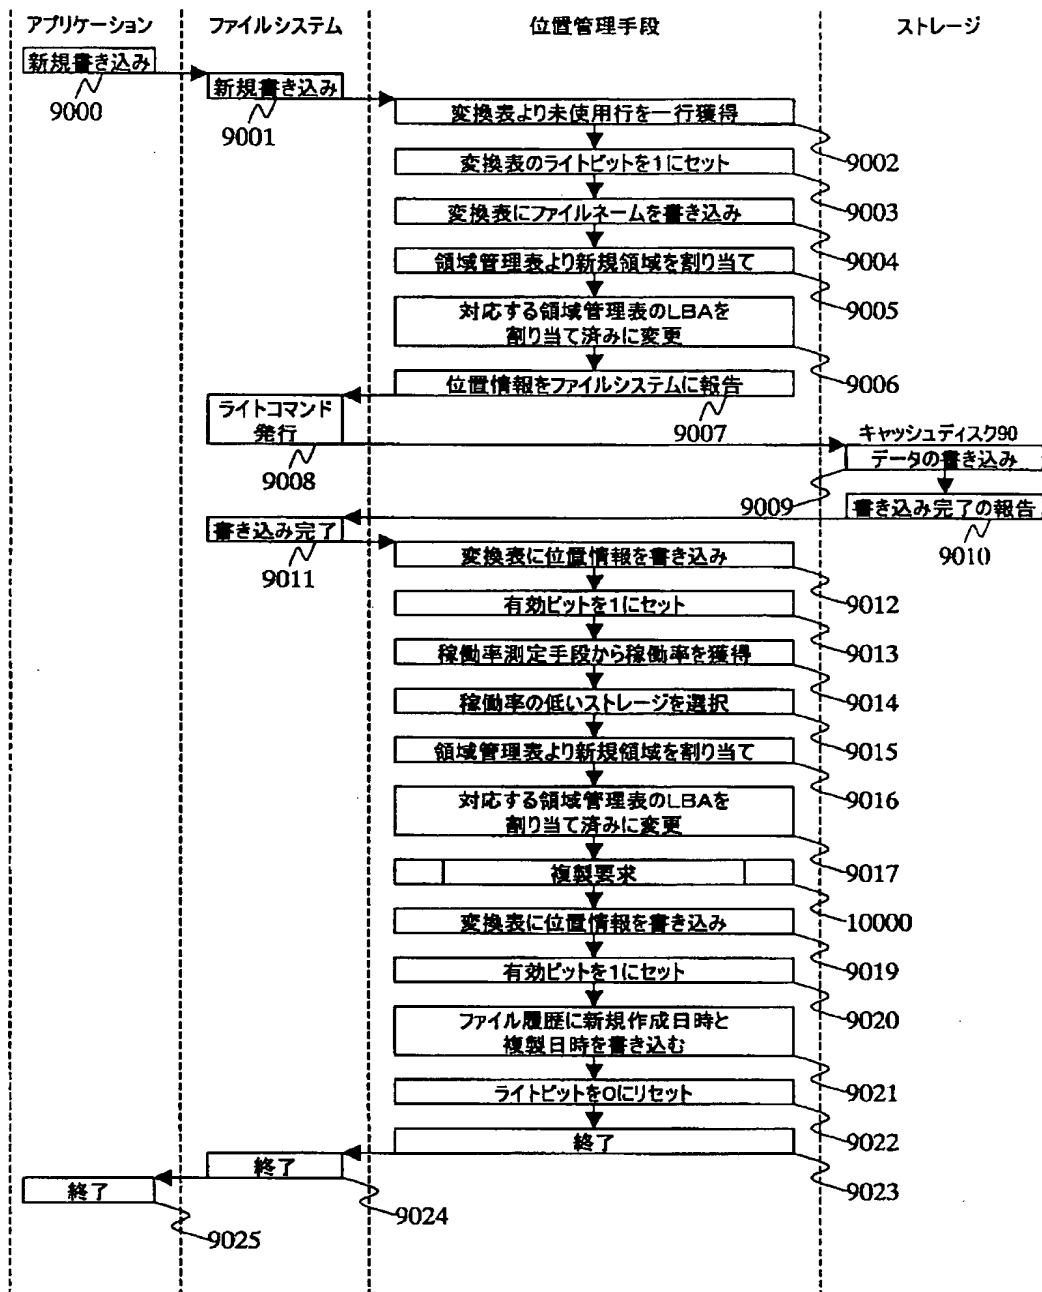 アプリケーション
ファイルシステム
位置管理手段
ストレージ
新規書き込み
9000
新規書き込み
9001
変換表より未使用行を一行獲得
9002
変換表のライトビットを1にセット
9003
変換表にファイルネームを書き込み
9004
領域管理表より新規領域を割り当て
9005
対応する領域管理表のLBAを
割り当て済みに変更
9006
位置情報をファイルシステムに報告
9007
ライトコマンド
発行
9008
キャッシュディスク90
データの書き込み
9009
書き込み完了の報告
9010
書き込み完了
9011
変換表に位置情報を書き込み
9012
有効ビットを1にセット
9013
稼働率測定手段から稼働率を獲得
9014
稼働率の低いストレージを選択
9015
領域管理表より新規領域を割り当て
9016
対応する領域管理表のLBAを
割り当て済みに変更
9017
複製要求
10000
変換表に位置情報を書き込み
9019
有効ビットを1にセット
9020
ファイル履歴に新規作成日時と
複製日時を書き込む
9021
ライトビットを0にリセット
9022
終了
9023
終了
9024
終了
9025